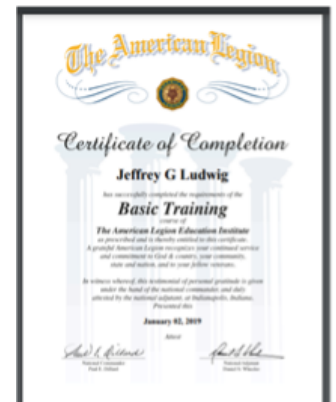 The American Legion
Certificate of Completion
Jeffrey G Ludwig
has successfully completed the requirements of the
Basic Training
course of
The American Legion Education Institute
as prescribed and is thereby entitled to this certificate.
A grateful American Legion recognizes your continued service
and commitment to God & country, your community,
state and nation, and to your fellow veterans.
In witness whereof, this testimonial of personal gratitude is given
under the hand of the national commander, and duly
attested by the national adjutant, at Indianapolis, Indiana.
Presented this
January 02, 2019
Attest
National Commander
National Adjutant
Daniel S. Wheeler